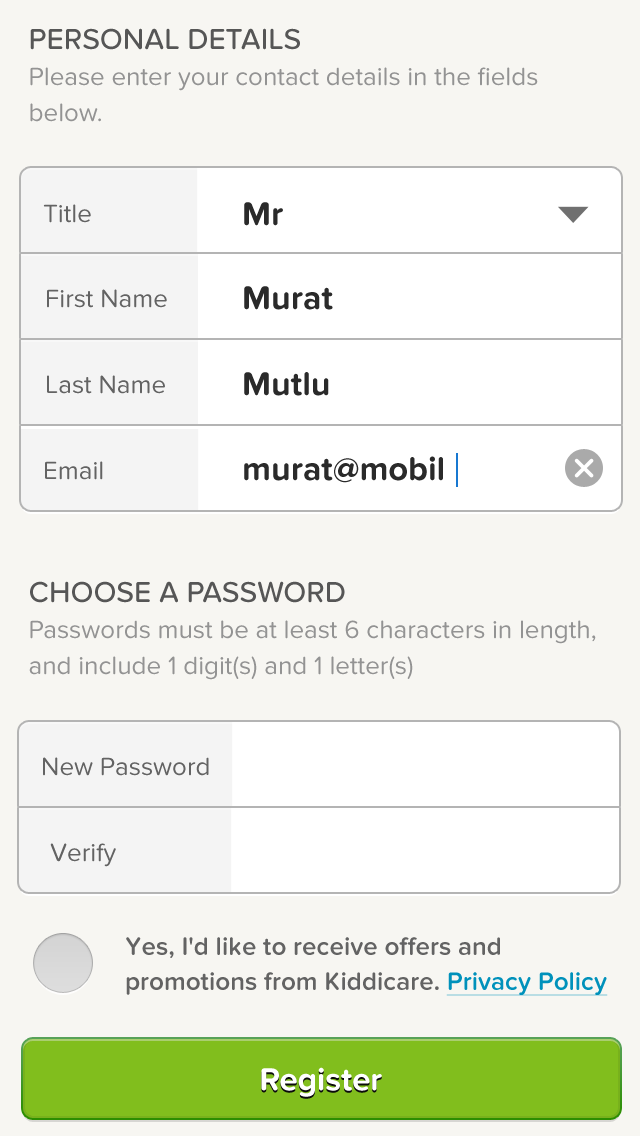 PERSONAL DETAILS
Please enter your contact details in the fields
below.
Title Mr
First Name Murat
Last Name Mutlu
Email murat@mobil
CHOOSE A PASSWORD
Passwords must be at least 6 characters in length,
and include 1 digit(s) and 1 letter(s)
New Password
Verify
Yes, I'd like to receive offers and
promotions from Kiddicare. Privacy Policy
Register